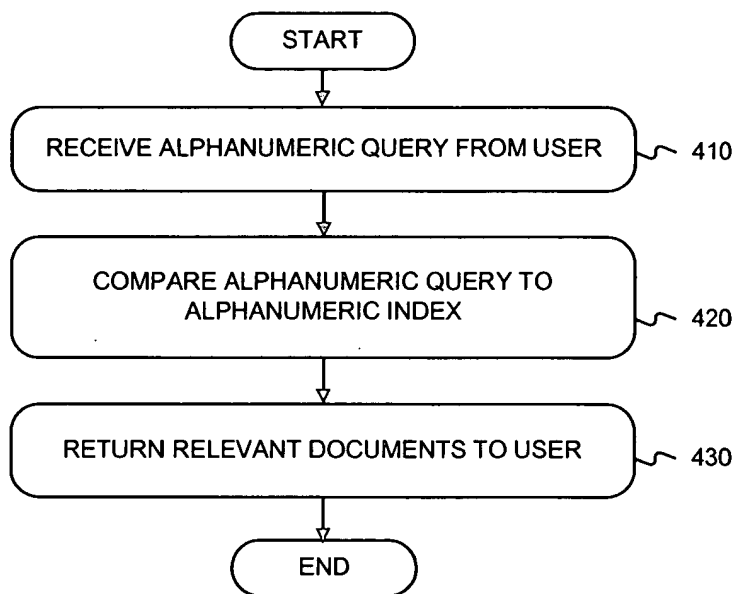 START
RECEIVE ALPHANUMERIC QUERY FROM USER
410
COMPARE ALPHANUMERIC QUERY TO
ALPHANUMERIC INDEX
420
RETURN RELEVANT DOCUMENTS TO USER
430
END